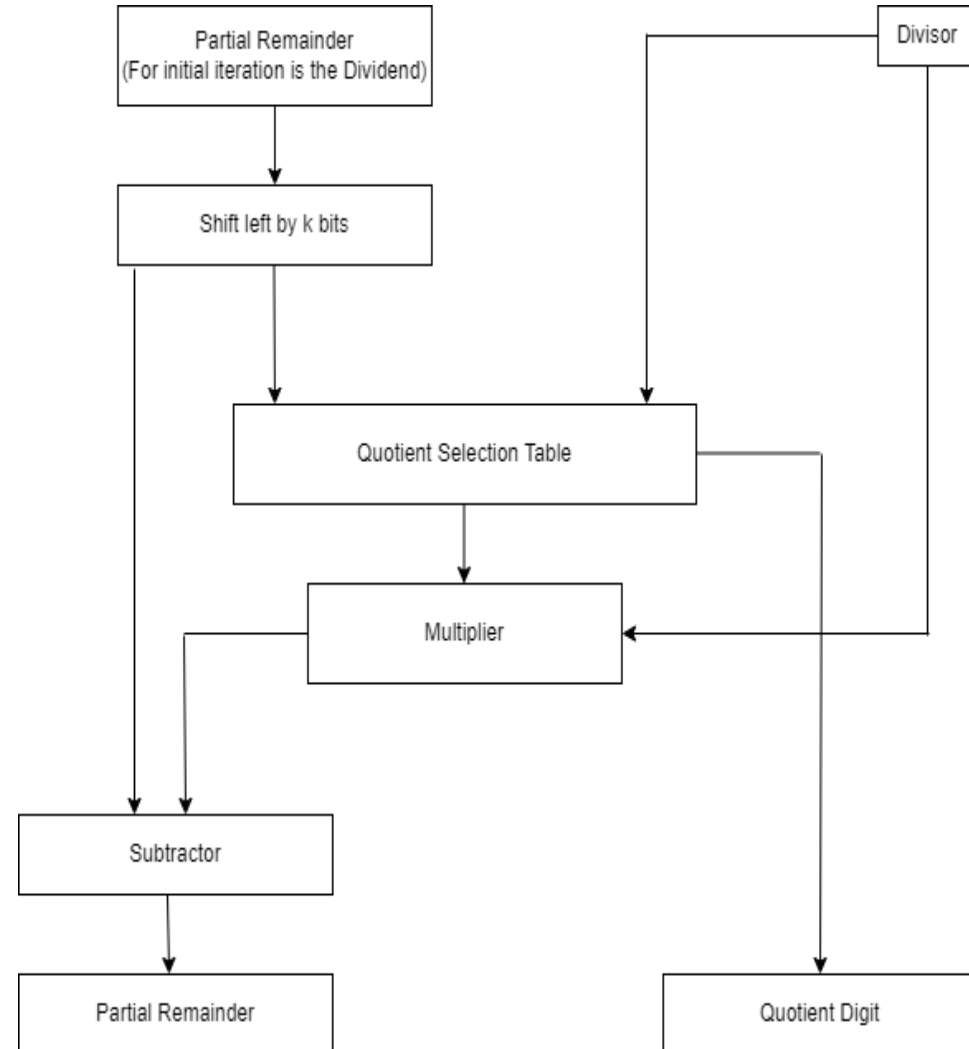 Partial Remainder
(For initial iteration is the Dividend)
Divisor
Shift left by k bits
Quotient Selection Table
Multiplier
Subtractor
Partial Remainder
Quotient Digit